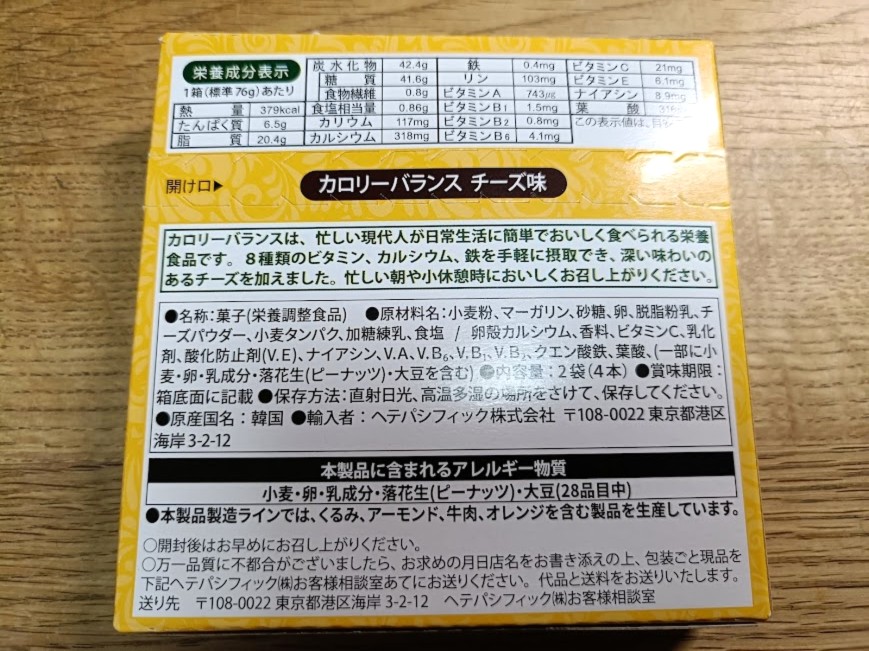 栄養成分表示
1箱(標準76g)あたり
熱量 379kcal
たんぱく質 6.5g
脂質 20.4g
炭水化物 42.4g
糖質 41.6g
食物繊維 0.8g
食塩相当量 0.86g
カリウム 117mg
カルシウム 318mg
鉄 0.4mg
リン 103mg
ビタミンA 743μg
ビタミンB1 1.5mg
ビタミンB2 0.8mg
ビタミンB6 4.1mg
ビタミンC 21mg
ビタミンE 6.1mg
ナイアシン 8.9mg
葉酸
この表示値は、目安
開け口▶
カロリーバランス チーズ味
カロリーバランスは、忙しい現代人が日常生活に簡単でおいしく食べられる栄養
食品です。8種類のビタミン、カルシウム、鉄を手軽に摂取でき、深い味わいの
あるチーズを加えました。忙しい朝や小休憩時においしくお召し上がりください。
●名称:菓子(栄養調整食品) ●原材料名:小麦粉、マーガリン、砂糖、卵、脱脂粉乳、チ
ーズパウダー、小麦タンパク、加糖練乳、食塩 / 卵殻カルシウム、香料、ビタミンC、乳化
剤、酸化防止剤(V.E)、ナイアシン、V.A、V.B6、V.B1、V.B2、クエン酸鉄、葉酸、(一部に小
麦・卵・乳成分・落花生(ピーナッツ)・大豆を含む) ●内容量:2袋(4本) ●賞味期限:
箱底面に記載 ●保存方法:直射日光、高温多湿の場所をさけて、保存してください。
●原産国名:韓国 ●輸入者:ヘテパシフィック株式会社 〒108-0022 東京都港区
海岸3-2-12
本製品に含まれるアレルギー物質
小麦・卵・乳成分・落花生(ピーナッツ)・大豆(28品目中)
●本製品製造ラインでは、くるみ、アーモンド、牛肉、オレンジを含む製品を生産しています。
○開封後はお早めにお召し上がりください。
○万一品質に不都合がございましたら、お求めの月日店名をお書き添えの上、包装ごと現品を
下記ヘテパシフィック㈱お客様相談室あてにお送りください。代品と送料をお送りいたします。
送り先 〒108-0022 東京都港区海岸 3-2-12 ヘテパシフィック㈱お客様相談室